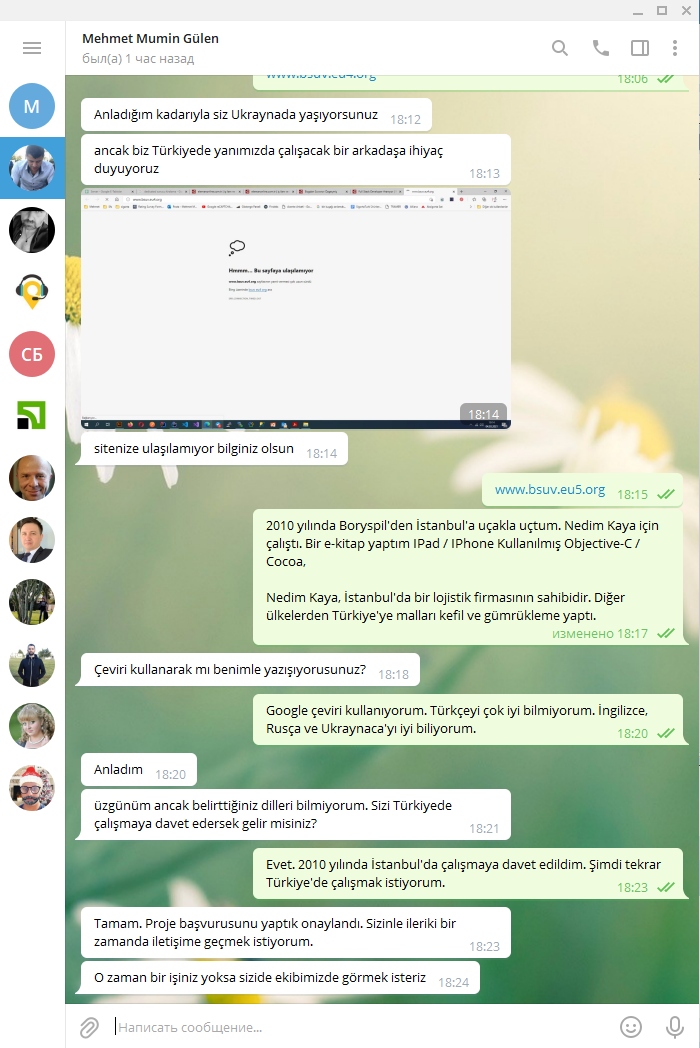 Mehmet Mumin Gülen
был(а) 1 час назад
M
СБ
www.bsuv.eu4.org 18:06
Anladığım kadarıyla siz Ukraynada yaşıyorsunuz 18:12
ancak biz Türkiyede yanımızda çalışacak bir arkadaşa ihiyaç
duyuyoruz 18:13
Hmmm... Bu sayfaya ulaşılamıyor
18:14
sitenize ulaşılamıyor bilginiz olsun 18:14
www.bsuv.eu5.org 18:15
2010 yılında Boryspil'den İstanbul'a uçakla uçtum. Nedim Kaya için
çalıştı. Bir e-kitap yaptım IPad / IPhone Kullanılmış Objective-C /
Cocoa,
Nedim Kaya, İstanbul'da bir lojistik firmasının sahibidir. Diğer
ülkelerden Türkiye'ye malları kefil ve gümrükleme yaptı.
изменено 18:17
Çeviri kullanarak mı benimle yazışıyorusunuz? 18:18
Google çeviri kullanıyorum. Türkçeyi çok iyi bilmiyorum. İngilizce,
Rusça ve Ukraynaca'yı iyi biliyorum. 18:20
Anladım 18:20
üzgünüm ancak belirttiğiniz dilleri bilmiyorum. Sizi Türkiyede
çalışmaya davet edersek gelir misiniz? 18:21
Evet. 2010 yılında İstanbul'da çalışmaya davet edildim. Şimdi tekrar
Türkiye'de çalışmak istiyorum. 18:23
Tamam. Proje başvurusunu yaptık onaylandı. Sizinle ileriki bir
zamanda iletişime geçmek istiyorum. 18:23
O zaman bir işiniz yoksa sizide ekibimizde görmek isteriz 18:24
Написать сообщение...